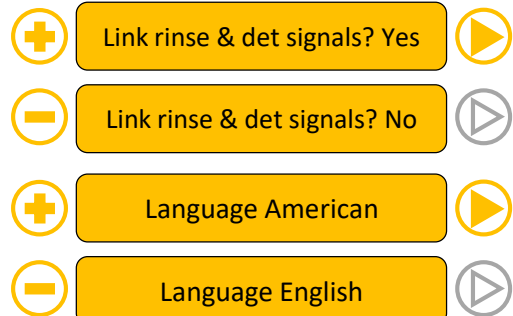 Link rinse & det signals? Yes
Link rinse & det signals? No
Language American
Language English